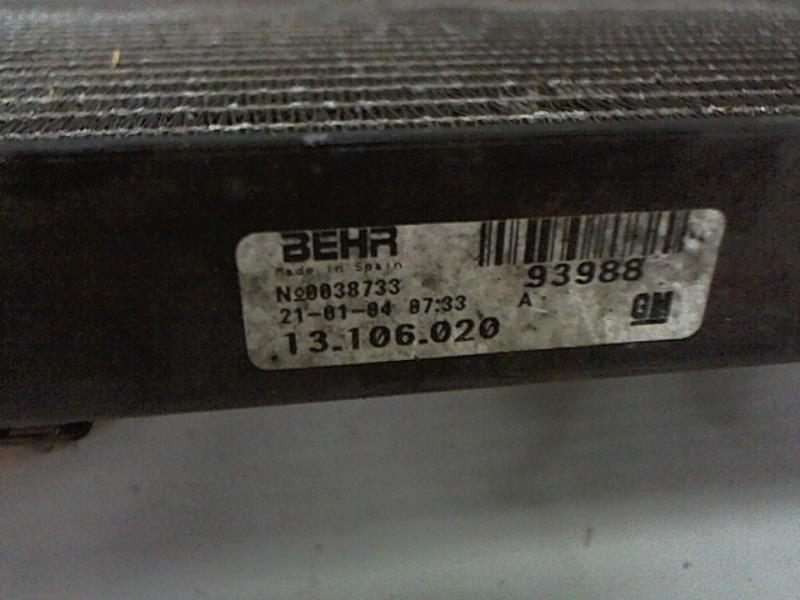 BEHR
Made in Spain
Nº0038733
21-01-04 07:33
13.106.020
93988
A
GM